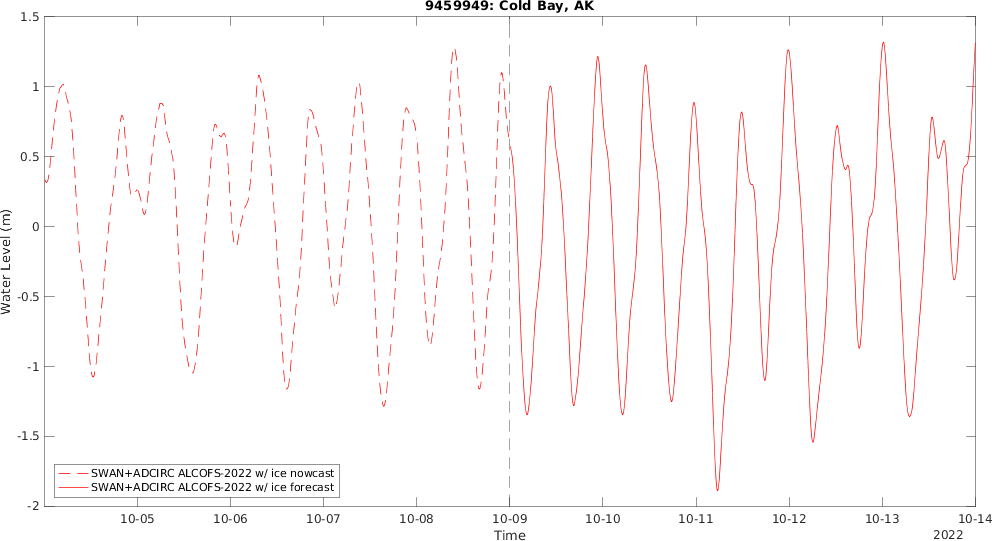 9459949: Cold Bay, AK
1.5
1
0.5
0
-0.5
-1
-1.5
-2
Water Level (m)
SWAN+ADCIRC ALCOFS-2022 w/ ice nowcast
SWAN+ADCIRC ALCOFS-2022 w/ ice forecast
10-05 10-06 10-07 10-08 10-09 10-10 10-11 10-12 10-13 10-14
Time
2022